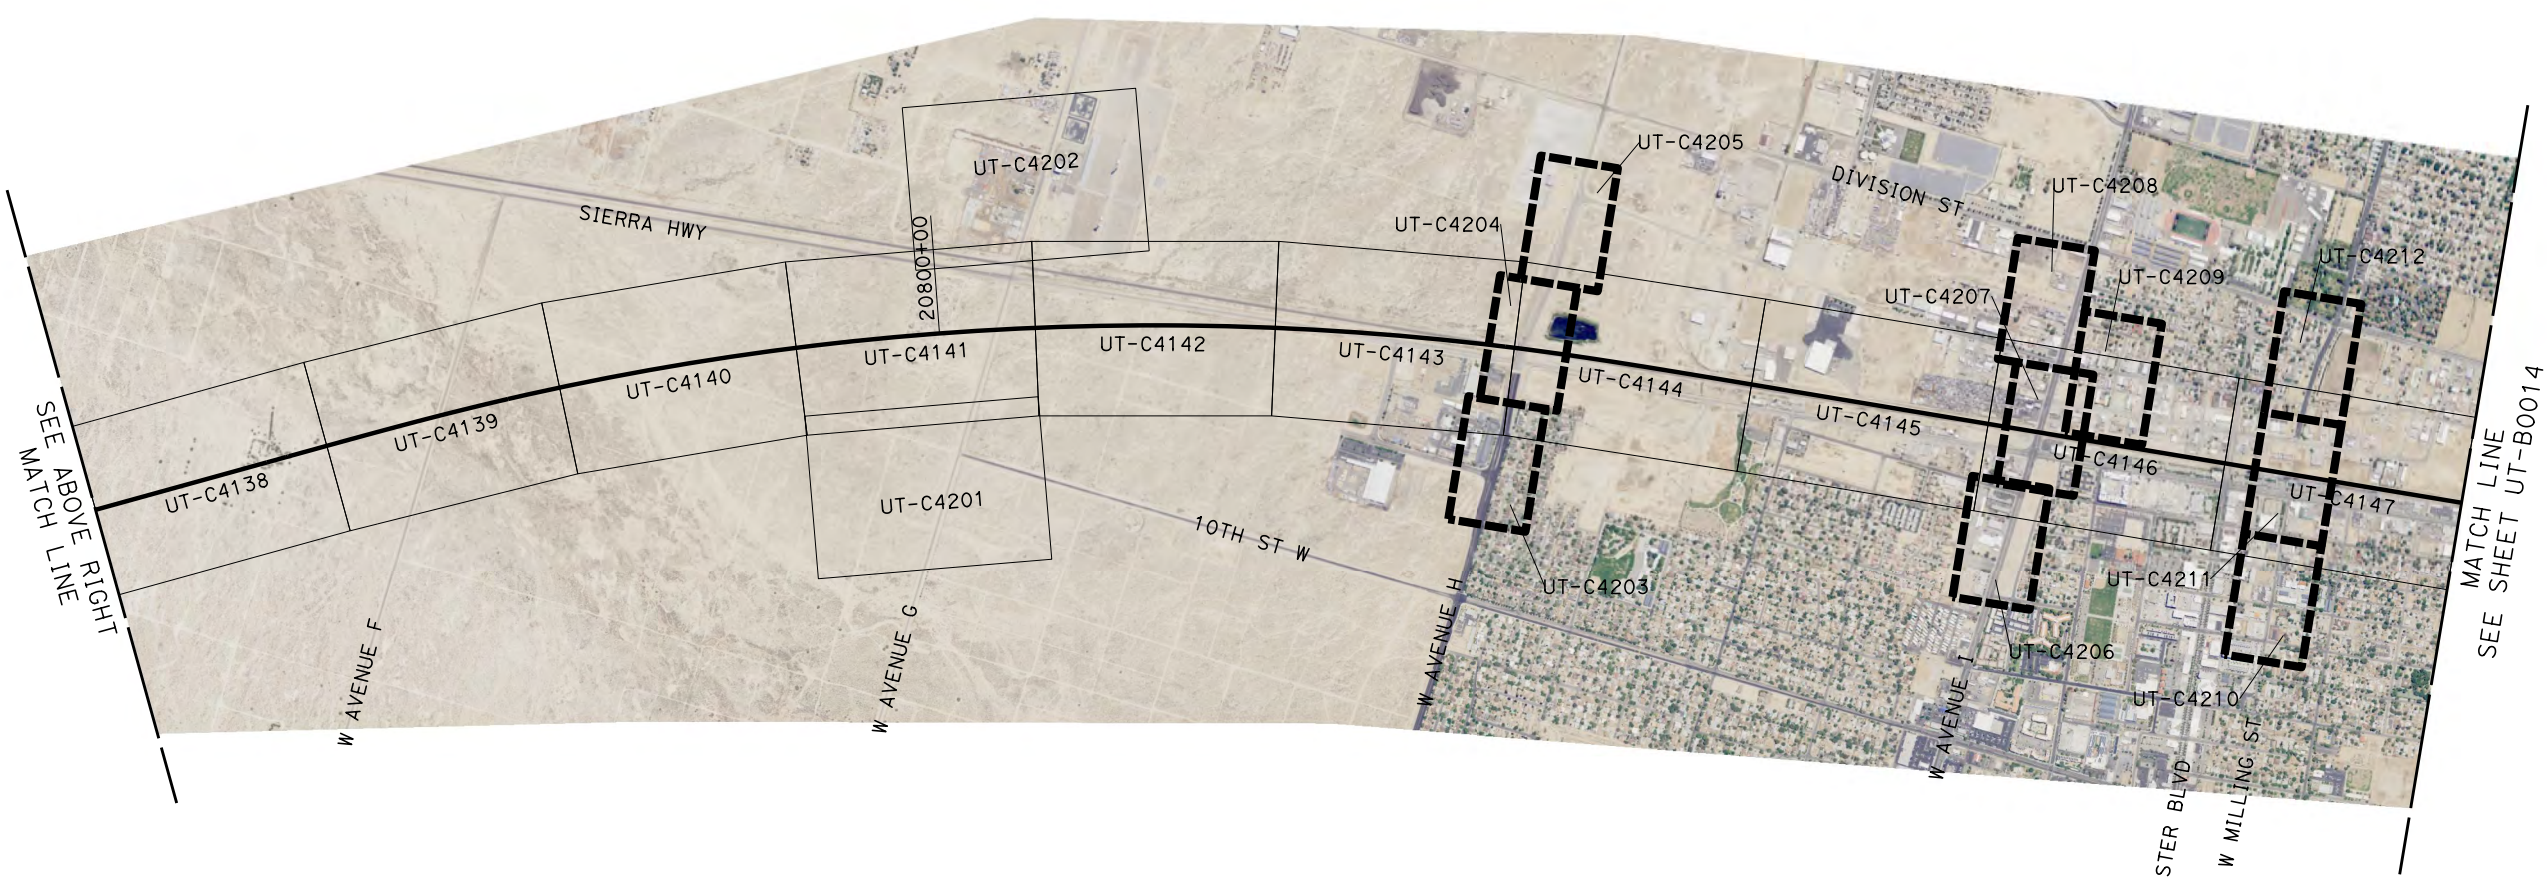 UT-C4205
UT-C4202
DIVISION ST
UT-C4208
SIERRA HWY
UT-C4204
20800+00
UT-C4212
UT-C4209
UT-C4207
UT-C4141
UT-C4142
UT-C4143
UT-C4140
UT-C4144
UT-C4139
UT-C4145
UT-C4146
UT-C4138
UT-C4147
UT-C4201
10TH ST W
UT-C4203
UT-C4211
UT-C4206
UT-C4210
SEE ABOVE RIGHT
MATCH LINE
W AVENUE F
W AVENUE G
W AVENUE H
W AVENUE I
STER BLVD
W MILLING ST
MATCH LINE
SEE SHEET UT-B0014